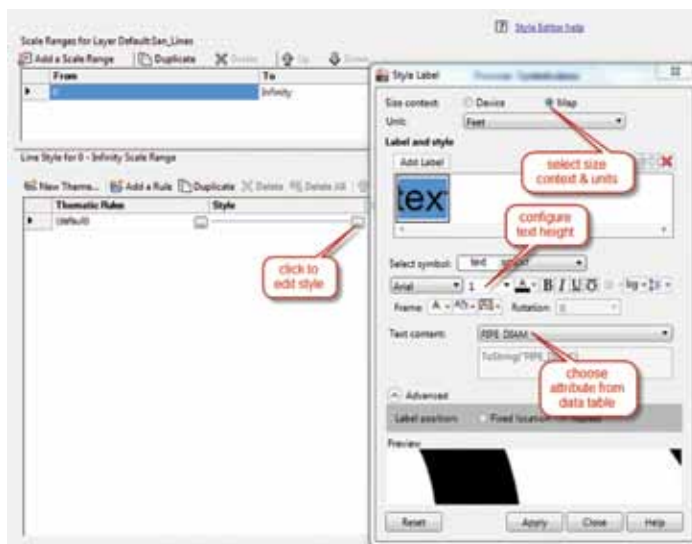 Style Editor help
Scale Ranges for Layer Default:San_Lines
Add a Scale Range Duplicate Delete Up Down
From To
0 Infinity
Line Style for 0 - Infinity Scale Range
New Theme... Add a Rule Duplicate Delete Delete All
Thematic Rules Style
(default)
click to
edit style
Style Label
Size context: Device Map
Unit: Feet
Label and style
Add Label
select size
context & units
tex
configure
text height
Select symbol: text
Arial 1 A B I U
Frame: A Rotation: 0
Text content: PIPE_DIAM
choose
attribute from
data table
Advanced
Label position: Fixed location
Preview:
Reset Apply Close Help